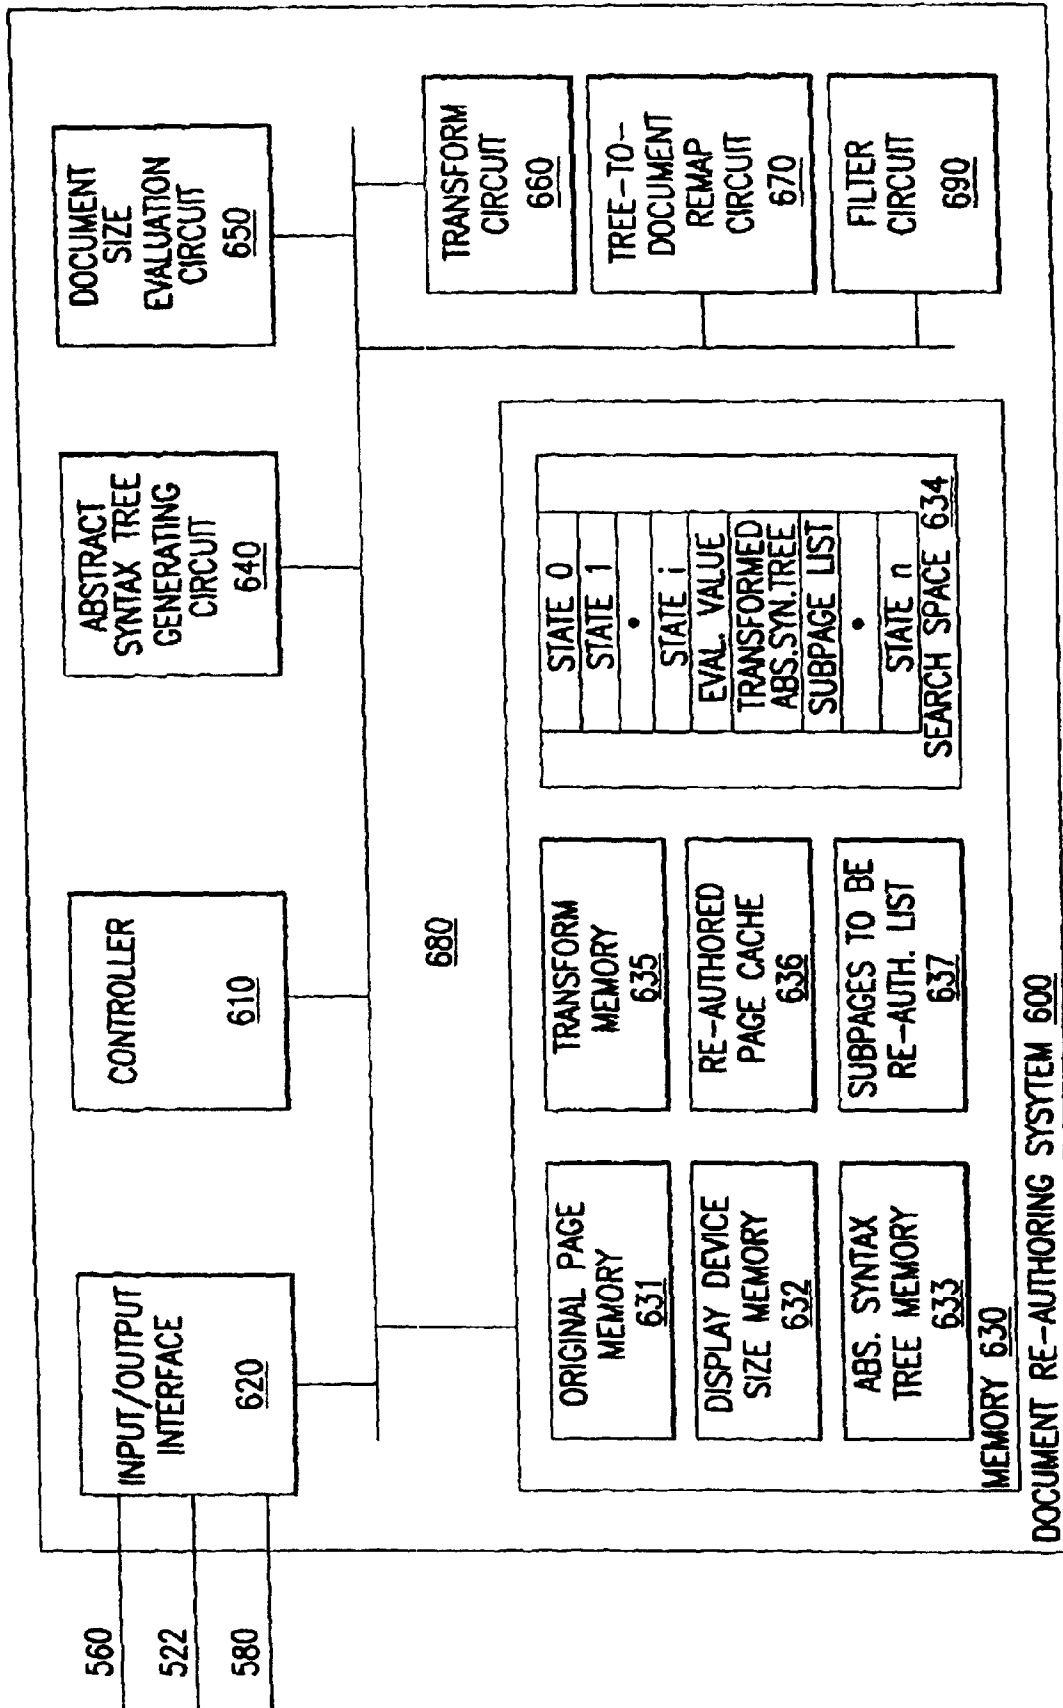 560
522
580
INPUT/OUTPUT
INTERFACE
620
CONTROLLER
610
ABSTRACT
SYNTAX TREE
GENERATING
CIRCUIT
640
DOCUMENT
SIZE
EVALUATION
CIRCUIT
650
680
TRANSFORM
CIRCUIT
660
TREE-TO-
DOCUMENT
REMAP
CIRCUIT
670
FILTER
CIRCUIT
690
ORIGINAL PAGE
MEMORY
631
DISPLAY DEVICE
SIZE MEMORY
632
ABS. SYNTAX
TREE MEMORY
633
TRANSFORM
MEMORY
635
RE-AUTHORED
PAGE CACHE
636
SUBPAGES TO BE
RE-AUTH. LIST
637
STATE 0
STATE 1
•
STATE i
EVAL. VALUE
TRANSFORMED
ABS.SYN.TREE
SUBPAGE LIST
•
STATE n
SEARCH SPACE 634
MEMORY 630
DOCUMENT RE-AUTHORING SYSYTEM 600